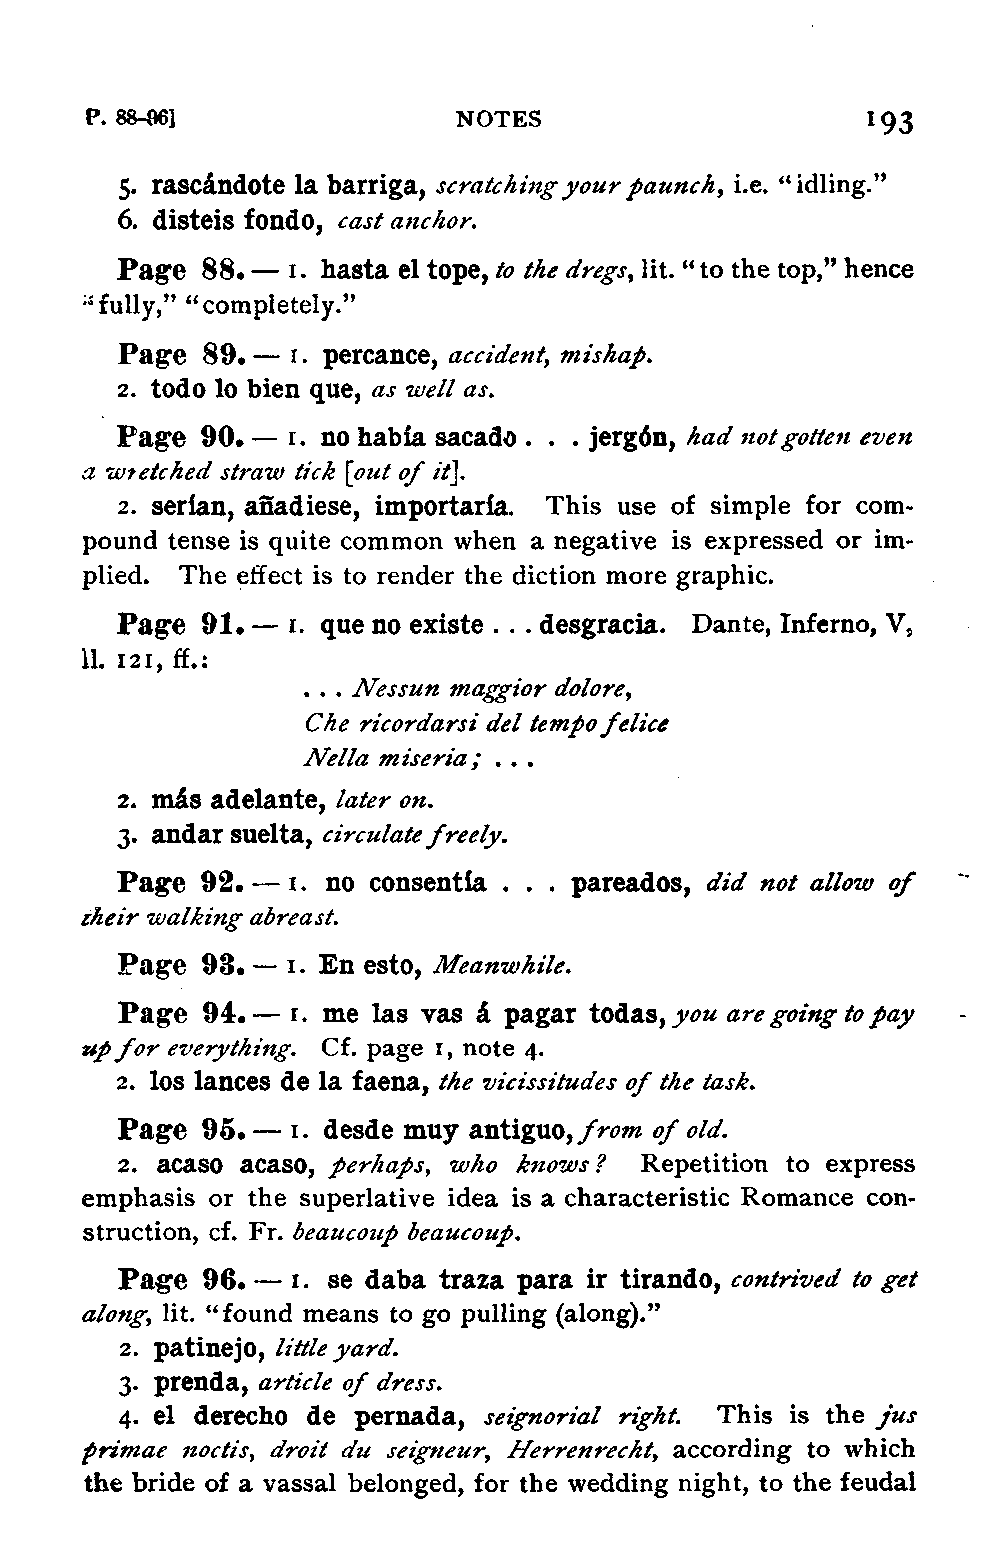 P. 88–96] NOTES 193
5. rascándote la barriga, scratching your paunch, i.e. “idling.”
6. disteis fondo, cast anchor.
Page 88. — 1. hasta el tope, to the dregs, lit. “to the top,” hence
“fully,” “completely.”
Page 89. — 1. percance, accident, mishap.
2. todo lo bien que, as well as.
Page 90. — 1. no había sacado . . . jergón, had not gotten even
a wretched straw tick [out of it].
2. serían, añadiese, importaría. This use of simple for com-
pound tense is quite common when a negative is expressed or im-
plied. The effect is to render the diction more graphic.
Page 91. — 1. que no existe . . . desgracia. Dante, Inferno, V,
ll. 121, ff.:
. . . Nessun maggior dolore,
Che ricordarsi del tempo felice
Nella miseria; . . .
2. más adelante, later on.
3. andar suelta, circulate freely.
Page 92. — 1. no consentía . . . pareados, did not allow of
their walking abreast.
Page 93. — 1. En esto, Meanwhile.
Page 94. — 1. me las vas á pagar todas, you are going to pay
up for everything. Cf. page 1, note 4.
2. los lances de la faena, the vicissitudes of the task.
Page 95. — 1. desde muy antiguo, from of old.
2. acaso acaso, perhaps, who knows? Repetition to express
emphasis or the superlative idea is a characteristic Romance con-
struction, cf. Fr. beaucoup beaucoup.
Page 96. — 1. se daba traza para ir tirando, contrived to get
along, lit. “found means to go pulling (along).”
2. patinejo, little yard.
3. prenda, article of dress.
4. el derecho de pernada, seignorial right. This is the jus
primae noctis, droit du seigneur, Herrenrecht, according to which
the bride of a vassal belonged, for the wedding night, to the feudal